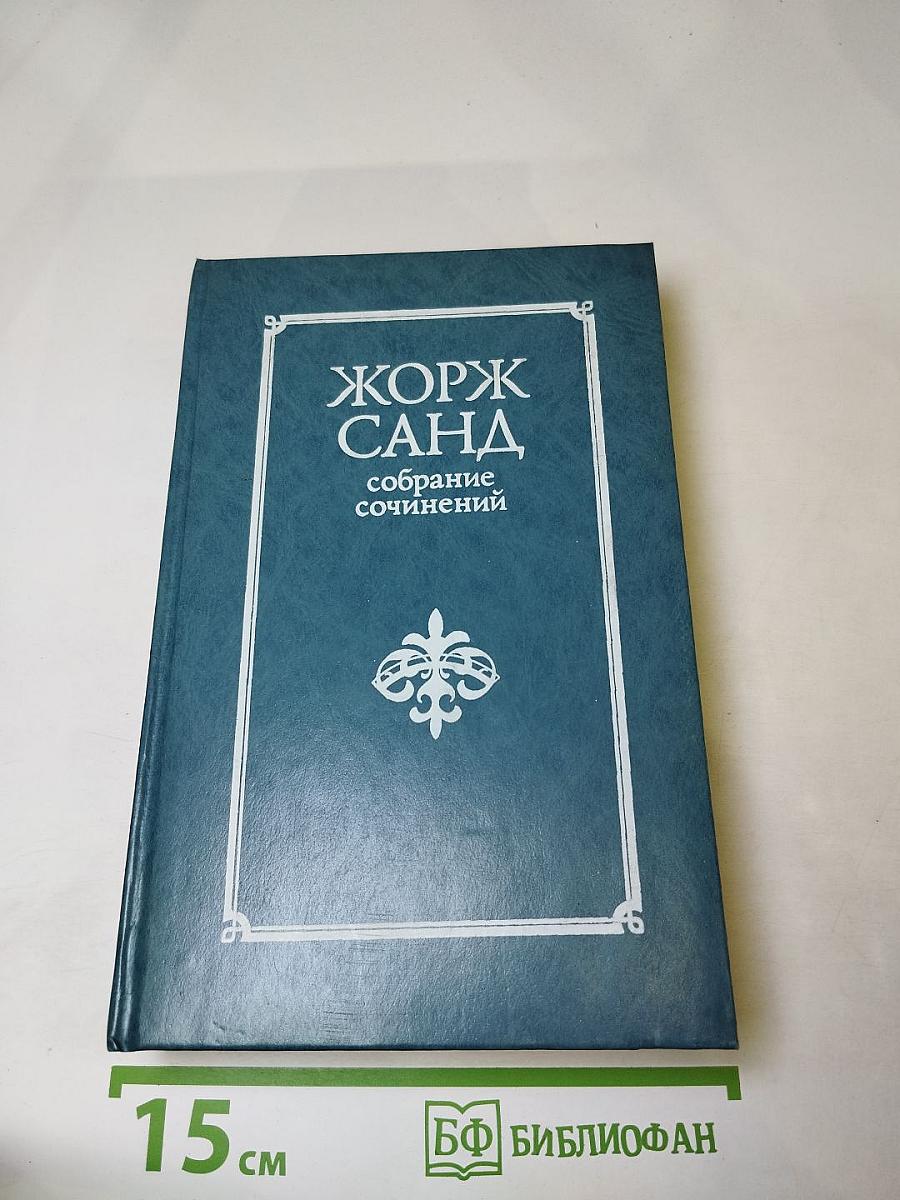 ЖОРЖ
САНД
собрание
сочинений
15 см
БФ БИБЛИОФАН